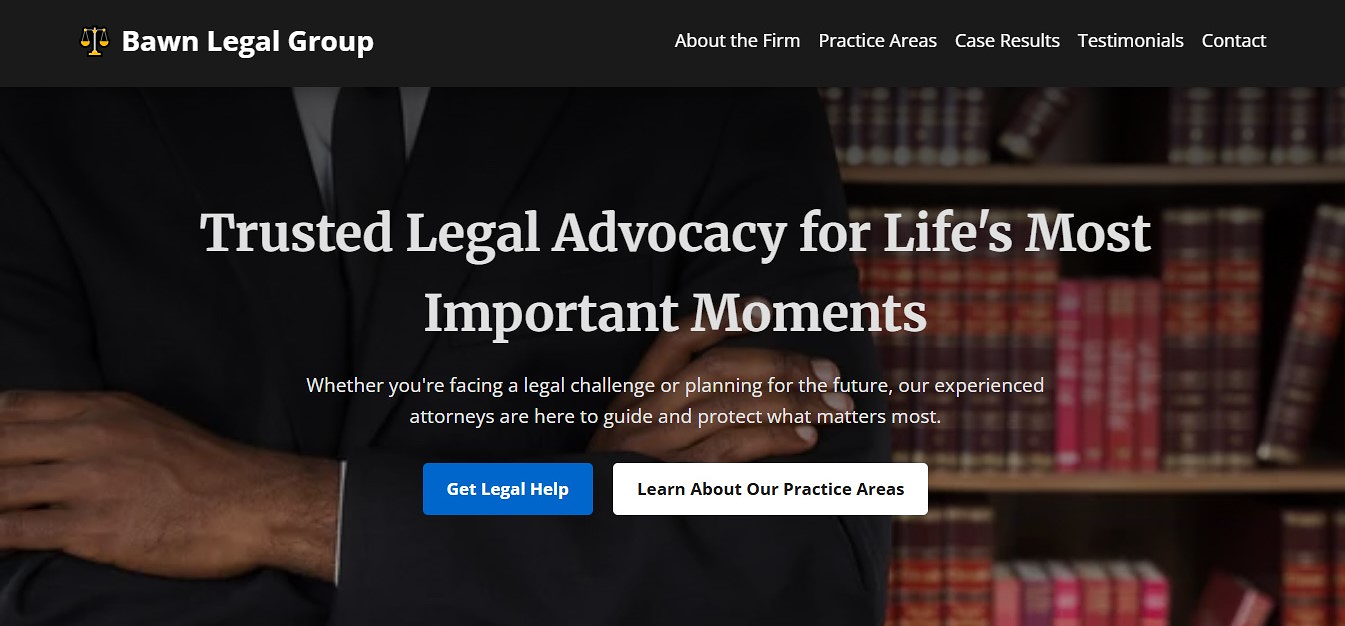 Bawn Legal Group
About the Firm Practice Areas Case Results Testimonials Contact
Trusted Legal Advocacy for Life's Most
Important Moments
Whether you're facing a legal challenge or planning for the future, our experienced
attorneys are here to guide and protect what matters most.
Get Legal Help
Learn About Our Practice Areas